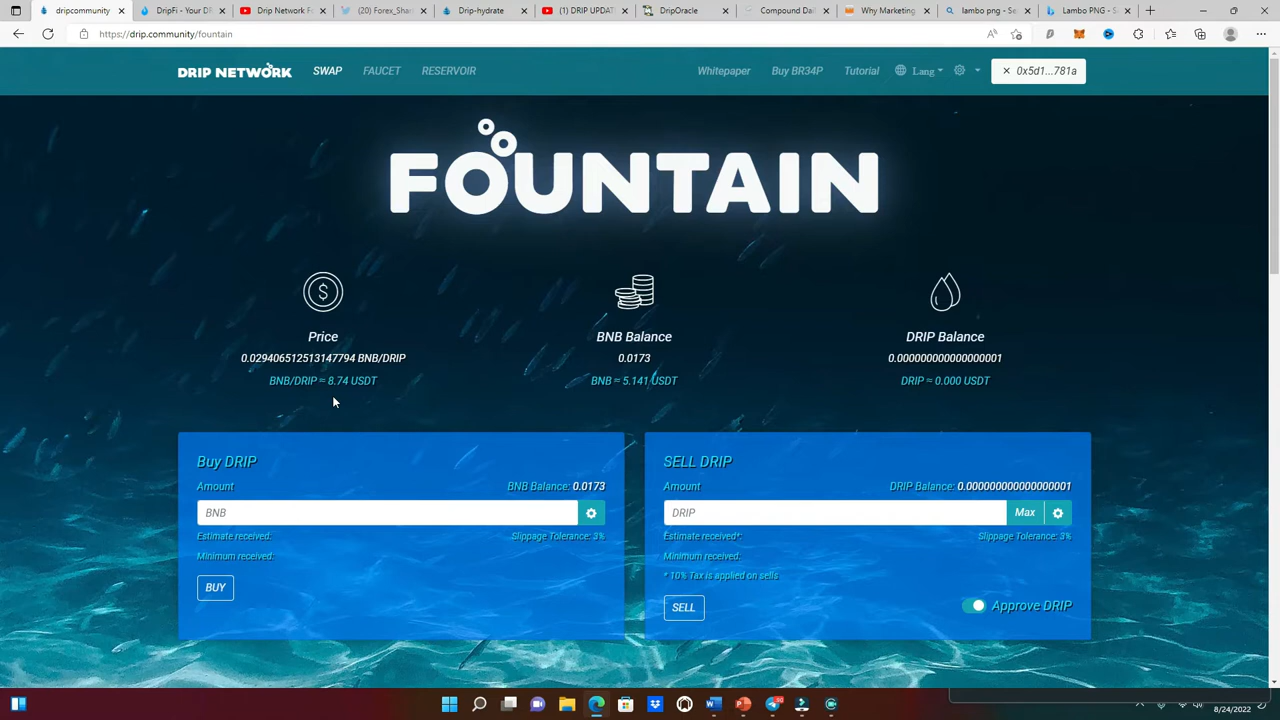 dripcommunity
DripFi - Your DR
Drip Network Fo
(20) Forex_Shar
Drip-hydrate
(1) DRIP UPDAT
DripOracle
Compound Dail
Why Marketing
lambo png - Sea
Lambo PNG - S
https://drip.community/fountain
DRIP NETWORK
SWAP
FAUCET
RESERVOIR
Whitepaper
Buy BR34P
Tutorial
Lang
0x5d1...781a
FOUNTAIN
Price
0.029406512513147794 BNB/DRIP
BNB/DRIP ≈ 8.74 USDT
BNB Balance
0.0173
BNB ≈ 5.141 USDT
DRIP Balance
0.000000000000000001
DRIP ≈ 0.000 USDT
Buy DRIP
Amount
BNB Balance: 0.0173
BNB
Estimate received:
Slippage Tolerance: 3%
Minimum received:
BUY
SELL DRIP
Amount
DRIP Balance: 0.000000000000000001
DRIP
Max
Estimate received*:
Slippage Tolerance: 3%
Minimum received:
* 10% Tax is applied on sells
SELL
Approve DRIP
8/24/2022